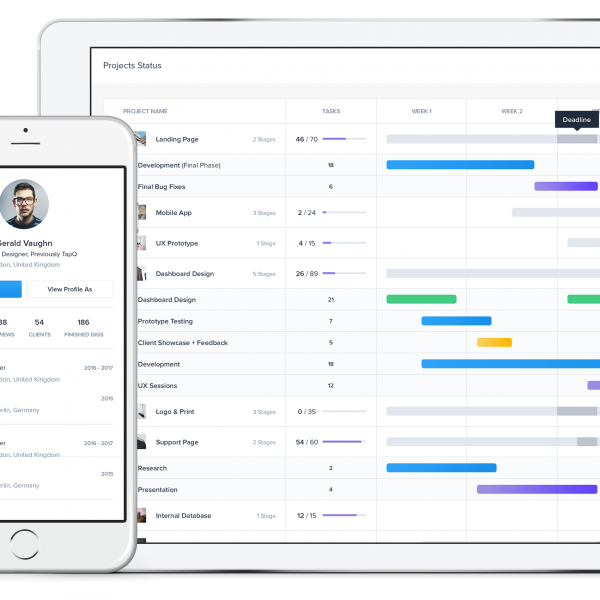 Projects Status
PROJECT NAME TASKS WEEK 1 WEEK 2
Deadline
Landing Page 2 Stages 46 / 70
Development (Final Phase) 18
Final Bug Fixes 6
Mobile App 3 Stages 2 / 24
UX Prototype 1 Stage 4 / 15
Dashboard Design 5 Stages 26 / 89
Dashboard Design 21
Prototype Testing 7
Client Showcase + Feedback 5
Development 18
UX Sessions 12
Logo & Print 3 Stages 0 / 35
Support Page 2 Stages 54 / 60
Research 2
Presentation 4
Internal Database 1 Stage 12 / 15
Gerald Vaughn
Designer, Previously TapQ
don, United Kingdom
View Profile As
38 54 186
IEWS CLIENTS FINISHED GIGS
er 2016 - 2017
don, United Kingdom
2015
erlin, Germany
er 2016 - 2017
don, United Kingdom
2015
erlin, Germany